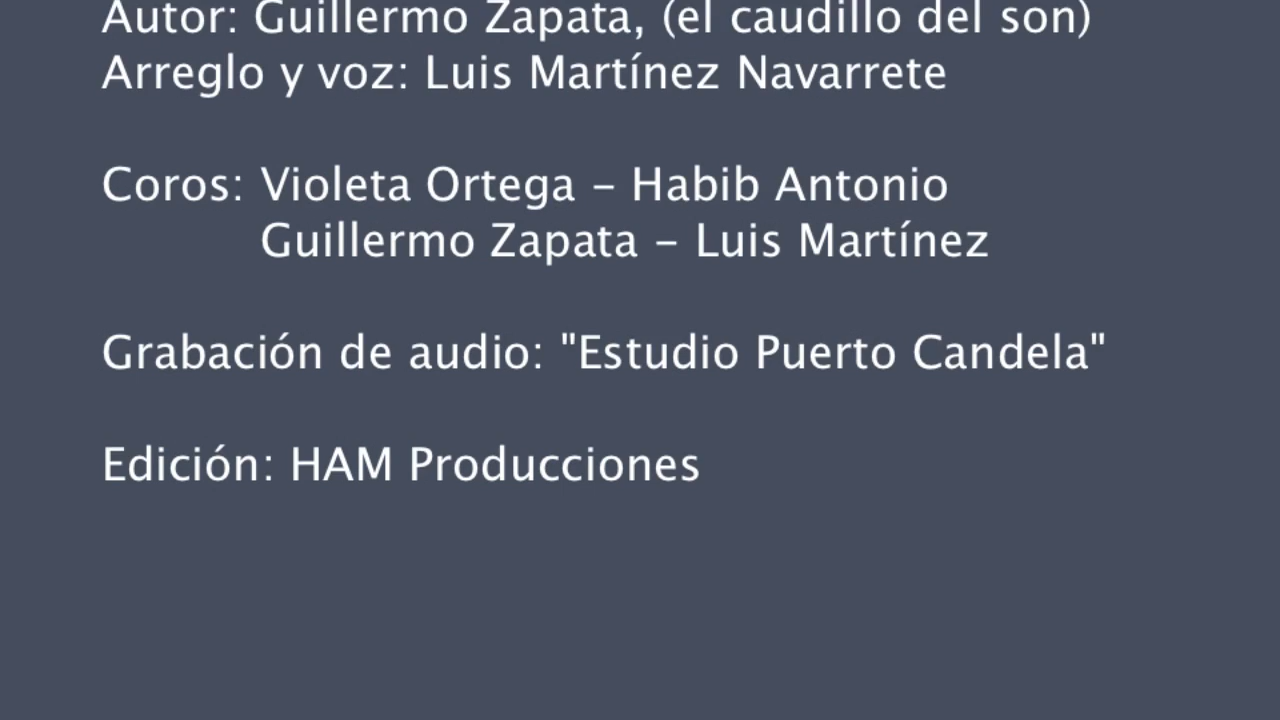 Autor: Guillermo Zapata, (el caudillo del son)
Arreglo y voz: Luis Martínez Navarrete
Coros: Violeta Ortega – Habib Antonio
Guillermo Zapata – Luis Martínez
Grabación de audio: "Estudio Puerto Candela"
Edición: HAM Producciones